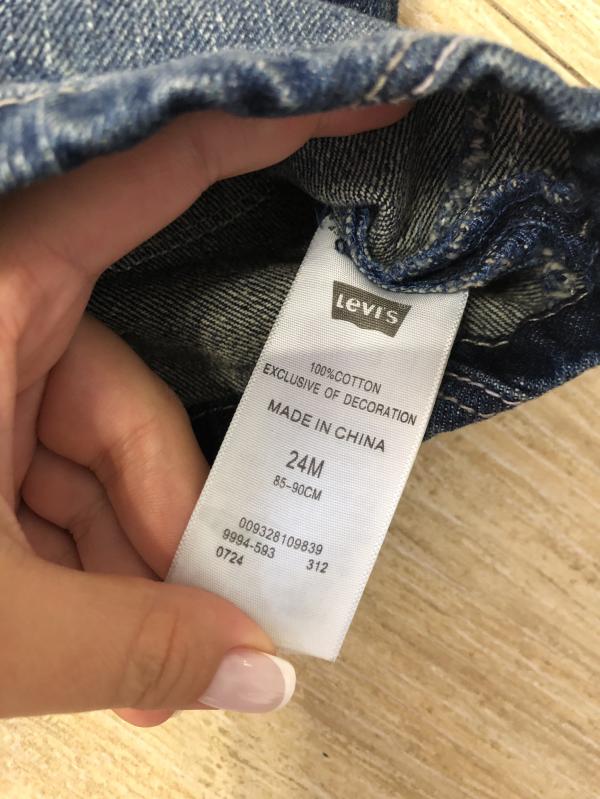 Levi's
100%COTTON
EXCLUSIVE OF DECORATION
MADE IN CHINA
24M
85-90CM
009328109839
9994-593 312
0724